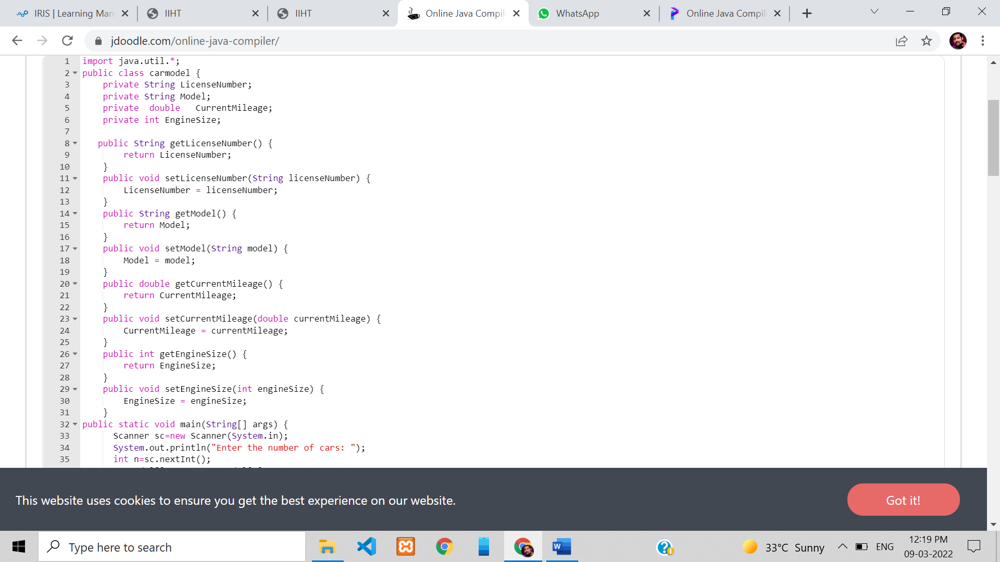 IRIS | Learning Man
IIHT
IIHT
Online Java Compil
WhatsApp
Online Java Compil
jdoodle.com/online-java-compiler/
1 import java.util.*;
2 public class carmodel {
3 private String LicenseNumber;
4 private String Model;
5 private double CurrentMileage;
6 private int EngineSize;
7
8 public String getLicenseNumber() {
9 return LicenseNumber;
10 }
11 public void setLicenseNumber(String licenseNumber) {
12 LicenseNumber = licenseNumber;
13 }
14 public String getModel() {
15 return Model;
16 }
17 public void setModel(String model) {
18 Model = model;
19 }
20 public double getCurrentMileage() {
21 return CurrentMileage;
22 }
23 public void setCurrentMileage(double currentMileage) {
24 CurrentMileage = currentMileage;
25 }
26 public int getEngineSize() {
27 return EngineSize;
28 }
29 public void setEngineSize(int engineSize) {
30 EngineSize = engineSize;
31 }
32 public static void main(String[] args) {
33 Scanner sc=new Scanner(System.in);
34 System.out.println("Enter the number of cars: ");
35 int n=sc.nextInt();
This website uses cookies to ensure you get the best experience on our website.
Got it!
Type here to search
33°C Sunny
ENG
12:19 PM
09-03-2022